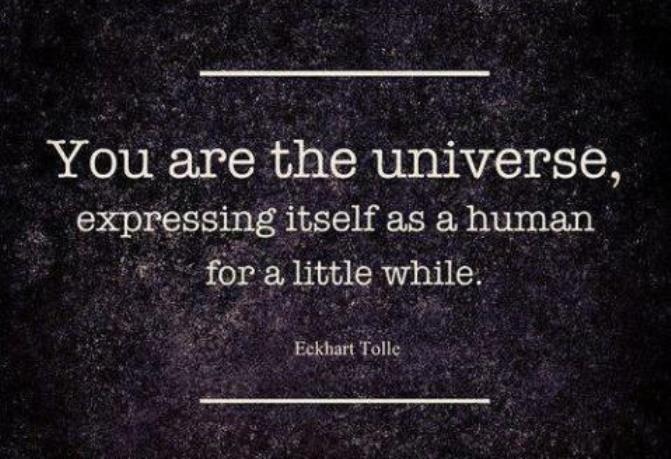 You are the universe,
expressing itself as a human
for a little while.
Eckhart Tolle